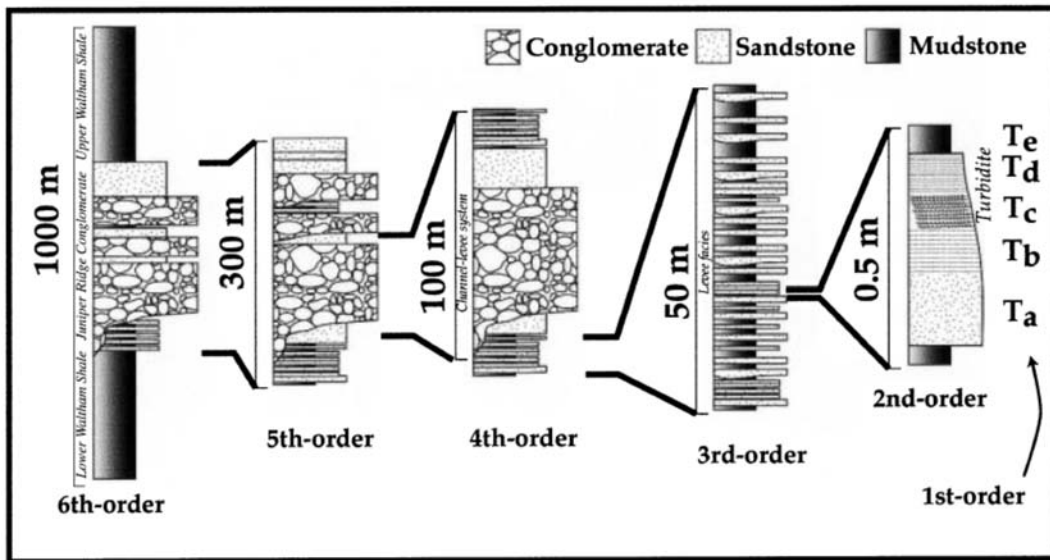 Conglomerate
Sandstone
Mudstone
1000 m
Lower Waltham Shale
Juniper Ridge Conglomerate
Upper Waltham Shale
6th-order
300 m
5th-order
100 m
Channel-levee system
4th-order
50 m
Levee facies
3rd-order
0.5 m
Turbidite
Te
Td
Tc
Tb
Ta
2nd-order
1st-order